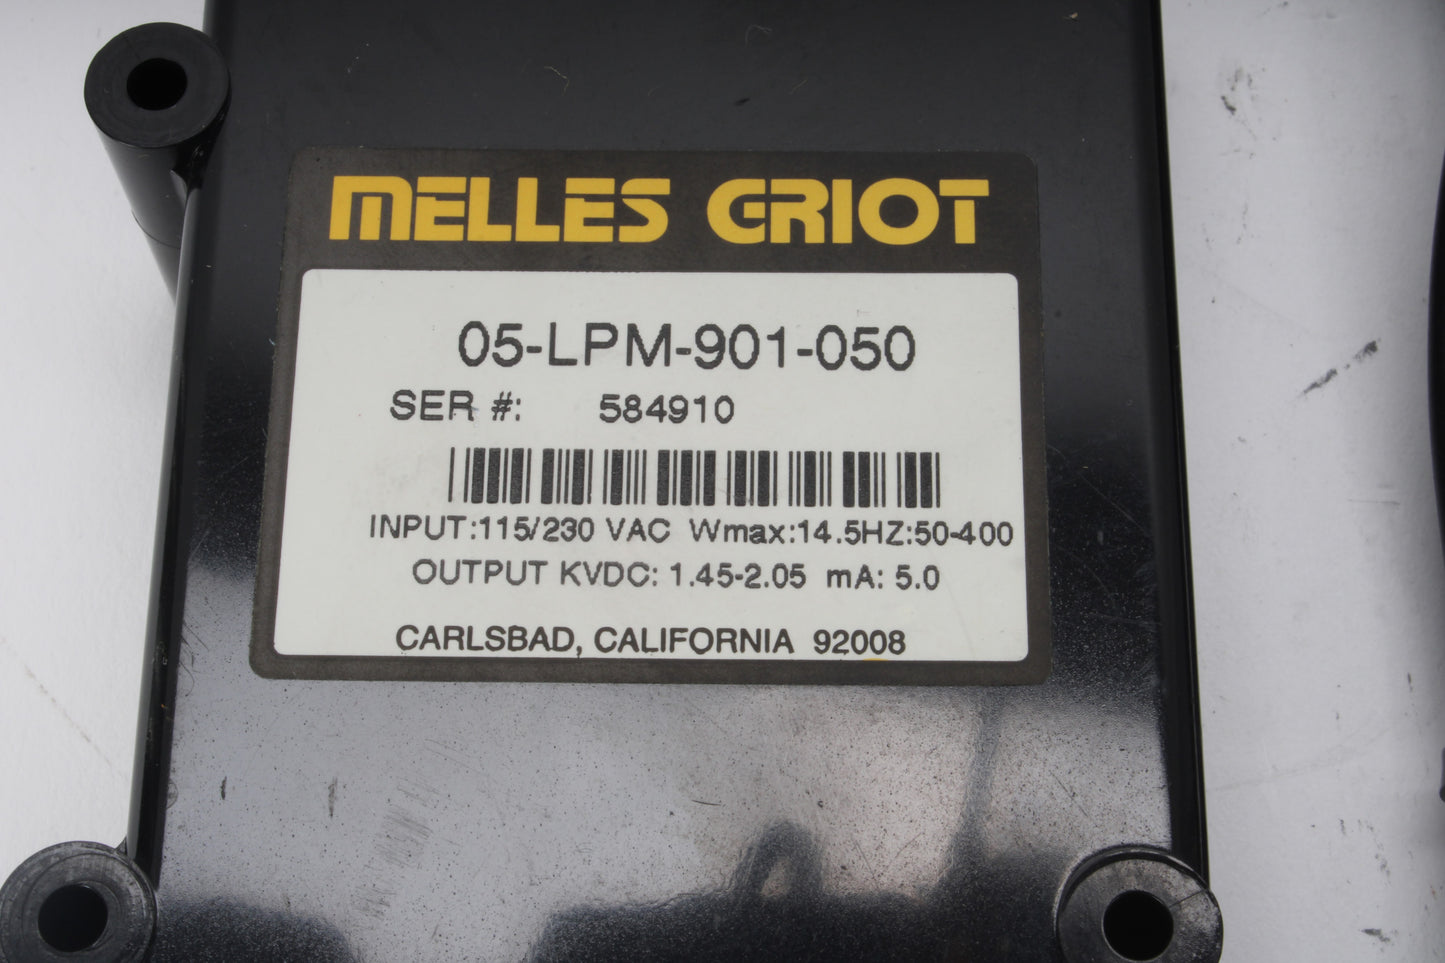 MELLES GRIOT
05-LPM-901-050
SER #: 584910
INPUT:115/230 VAC Wmax:14.5HZ:50-400
OUTPUT KVDC: 1.45-2.05 mA: 5.0
CARLSBAD, CALIFORNIA 92008